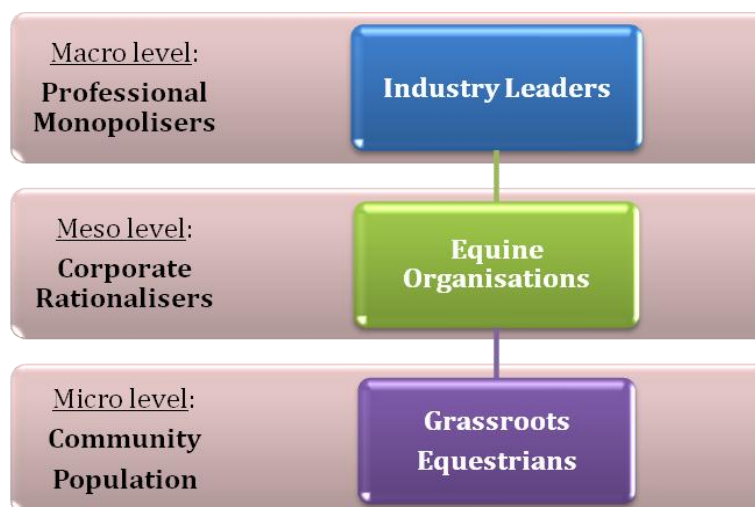 Macro level:
Professional
Monopolisers
Industry Leaders
Meso level:
Corporate
Rationalisers
Equine
Organisations
Micro level:
Community
Population
Grassroots
Equestrians